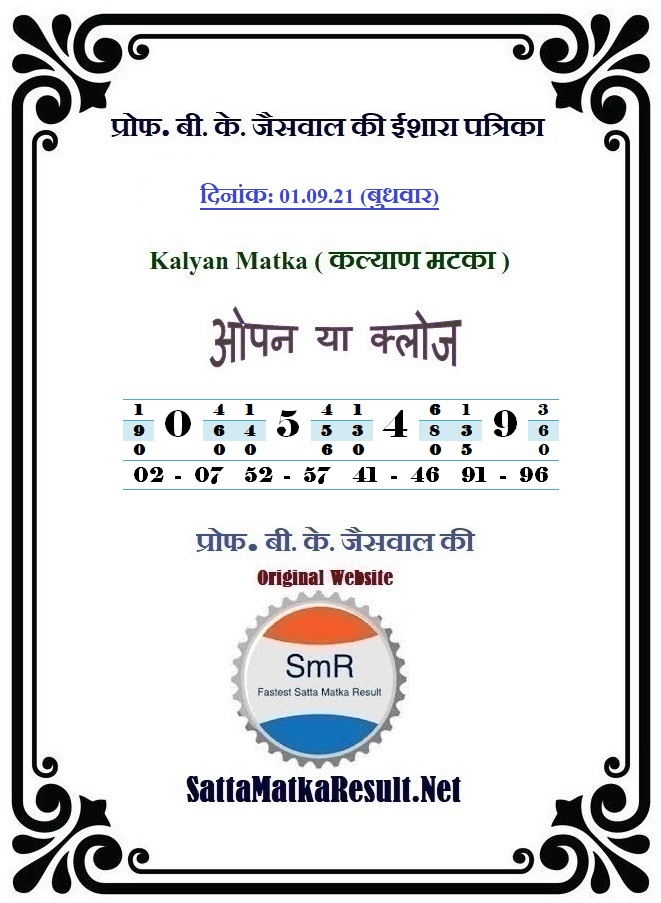 प्रोफ. बी. के. जैसवाल की ईशारा पत्रिका
दिनांक: 01.09.21 (बुधवार)
Kalyan Matka ( कल्याण मटका )
ओपन या क्लोज
1 4 1 4 1 6 1 3
9 0 6 4 5 5 3 4 8 3 9 6
0 0 0 6 0 0 5 0
02 - 07 52 - 57 41 - 46 91 - 96
प्रोफ. बी. के. जैसवाल की
Original Website
SmR
Fastest Satta Matka Result
SattaMatkaResult.Net